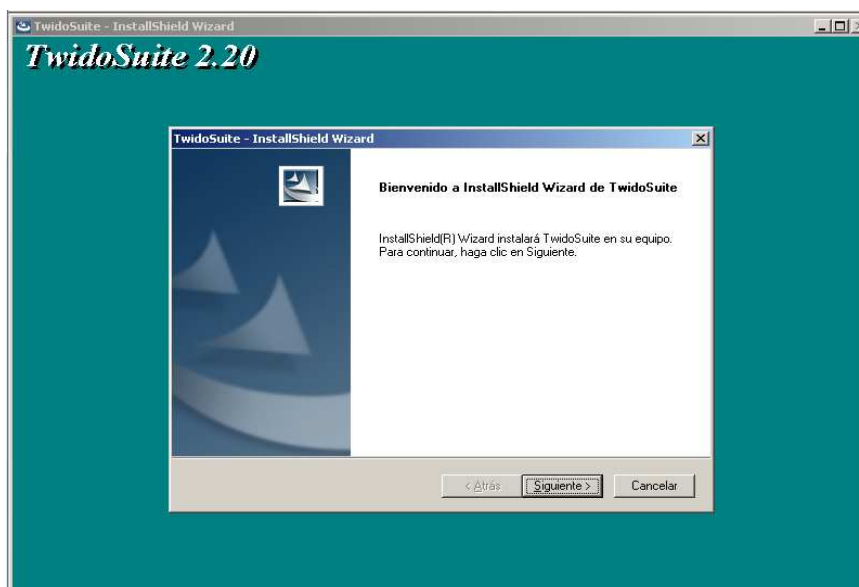 TwidoSuite - InstallShield Wizard
TwidoSuite 2.20
TwidoSuite - InstallShield Wizard
Bienvenido a InstallShield Wizard de TwidoSuite
InstallShield(R) Wizard instalará TwidoSuite en su equipo.
Para continuar, haga clic en Siguiente.
< Atrás Siguiente > Cancelar